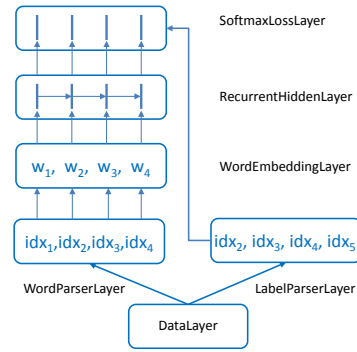 SoftmaxLossLayer
RecurrentHiddenLayer
w₁, w₂, w₃, w₄ WordEmbeddingLayer
idx₁,idx₂,idx₃,idx₄ idx₂, idx₃, idx₄, idx₅
WordParserLayer LabelParserLayer
DataLayer